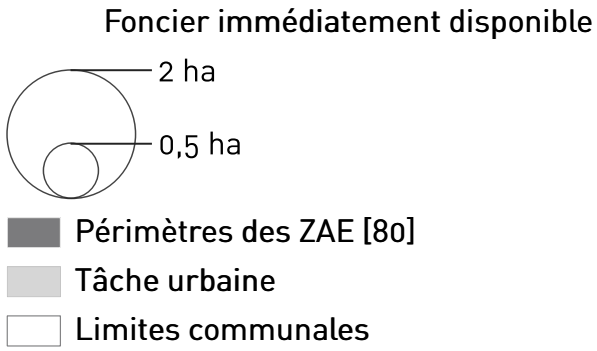 Foncier immédiatement disponible
2 ha
0,5 ha
Périmètres des ZAE [80]
Tâche urbaine
Limites communales